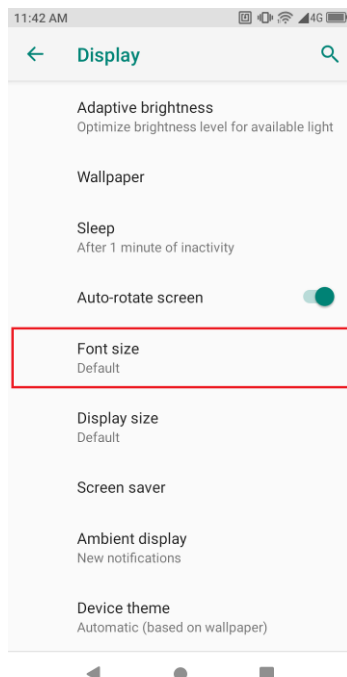 11:42 AM 4G
Display
Adaptive brightness
Optimize brightness level for available light
Wallpaper
Sleep
After 1 minute of inactivity
Auto-rotate screen
Font size
Default
Display size
Default
Screen saver
Ambient display
New notifications
Device theme
Automatic (based on wallpaper)